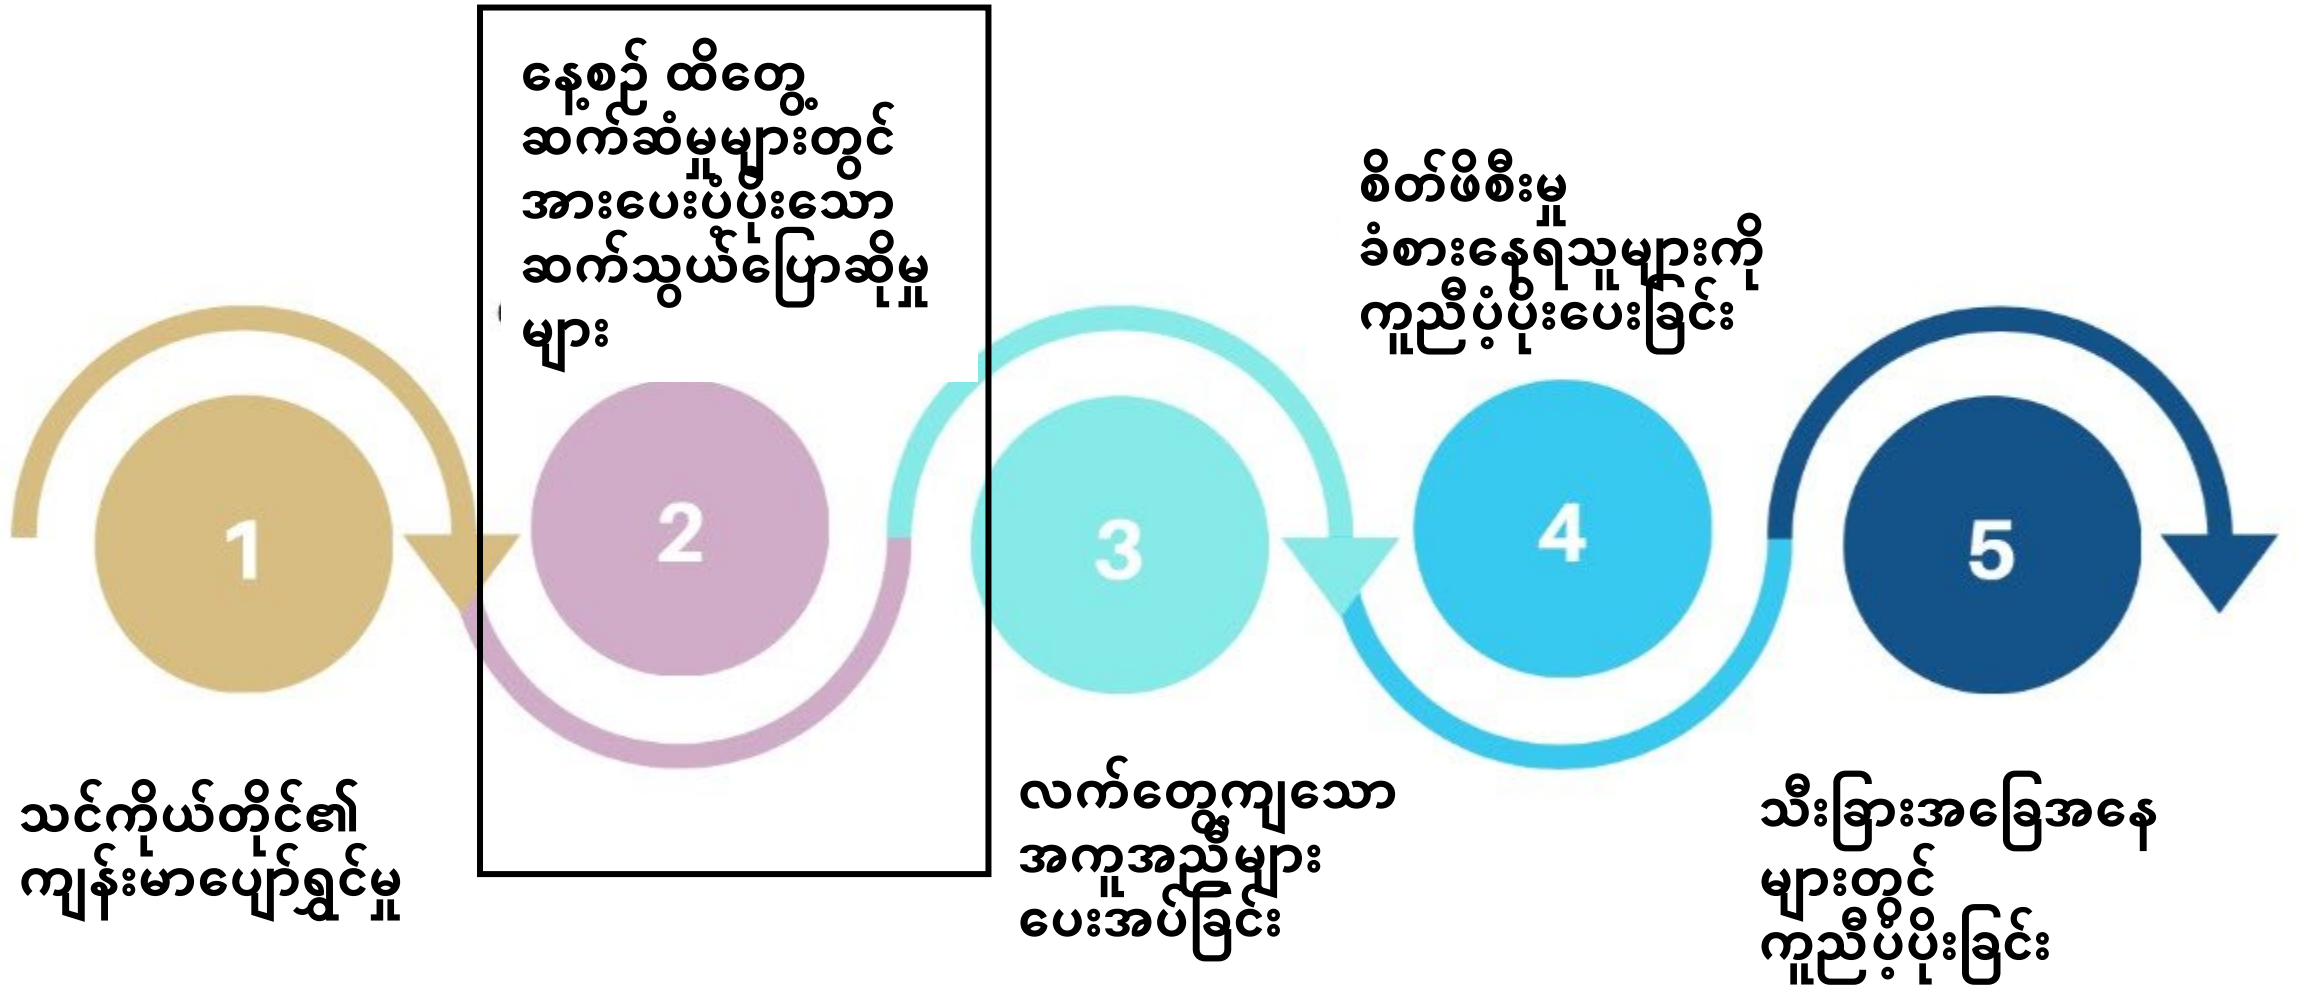 နေ့စဉ် ထိတွေ့
ဆက်ဆံမှုများတွင်
အားပေးပံ့ပိုးသော
ဆက်သွယ်ပြောဆိုမှု
များ
စိတ်ဖိစီးမှု
ခံစားနေရသူများကို
ကူညီပံ့ပိုးပေးခြင်း
1
2
3
4
5
သင်ကိုယ်တိုင်၏
ကျန်းမာပျော်ရွှင်မှု
လက်တွေ့ကျသော
အကူအညီများ
ပေးအပ်ခြင်း
သီးခြားအခြေအနေ
များတွင်
ကူညီပံ့ပိုးခြင်း